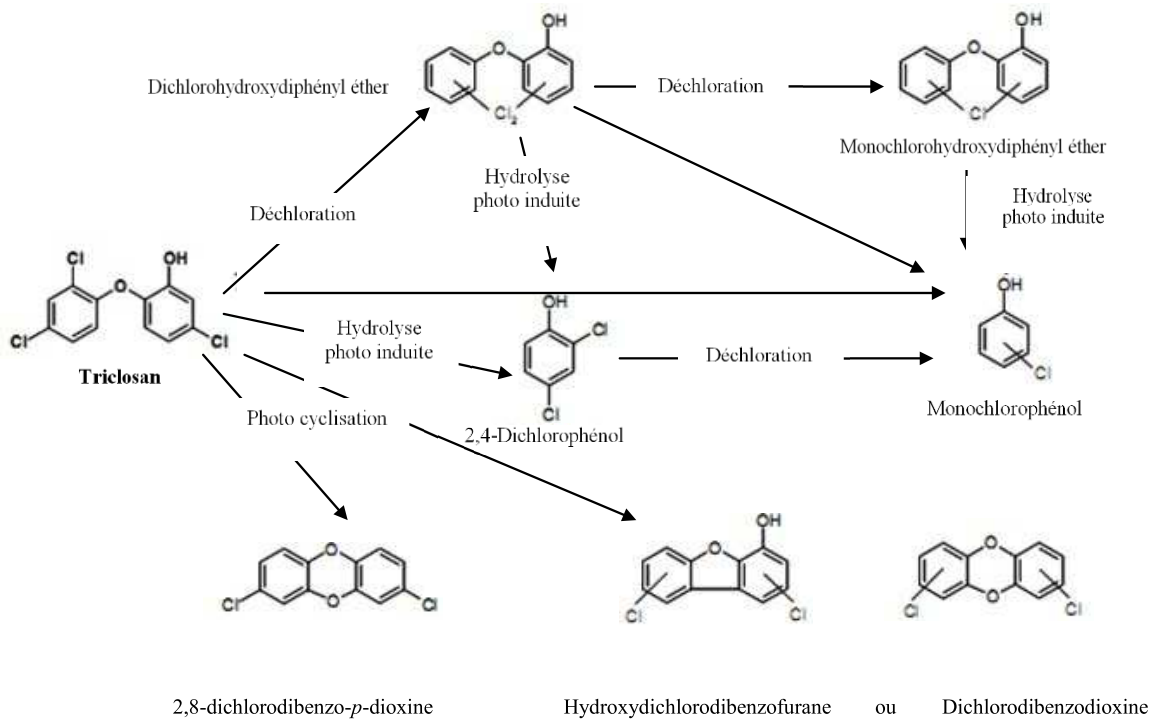 OH
O
Cl₂
Dichlorohydroxydiphényl éther
Déchloration
OH
O
Cl
Monochlorohydroxydiphényl éther
Hydrolyse
photo induite
Hydrolyse
photo induite
Déchloration
Cl
OH
O
Cl
Cl
Triclosan
Hydrolyse
photo induite
OH
Cl
Cl
2,4-Dichlorophénol
Déchloration
OH
Cl
Monochlorophénol
Photo cyclisation
O
O
Cl
Cl
OH
O
Cl
Cl
O
O
Cl
Cl
2,8-dichlorodibenzo-p-dioxine
Hydroxydichlorodibenzofurane ou Dichlorodibenzodioxine